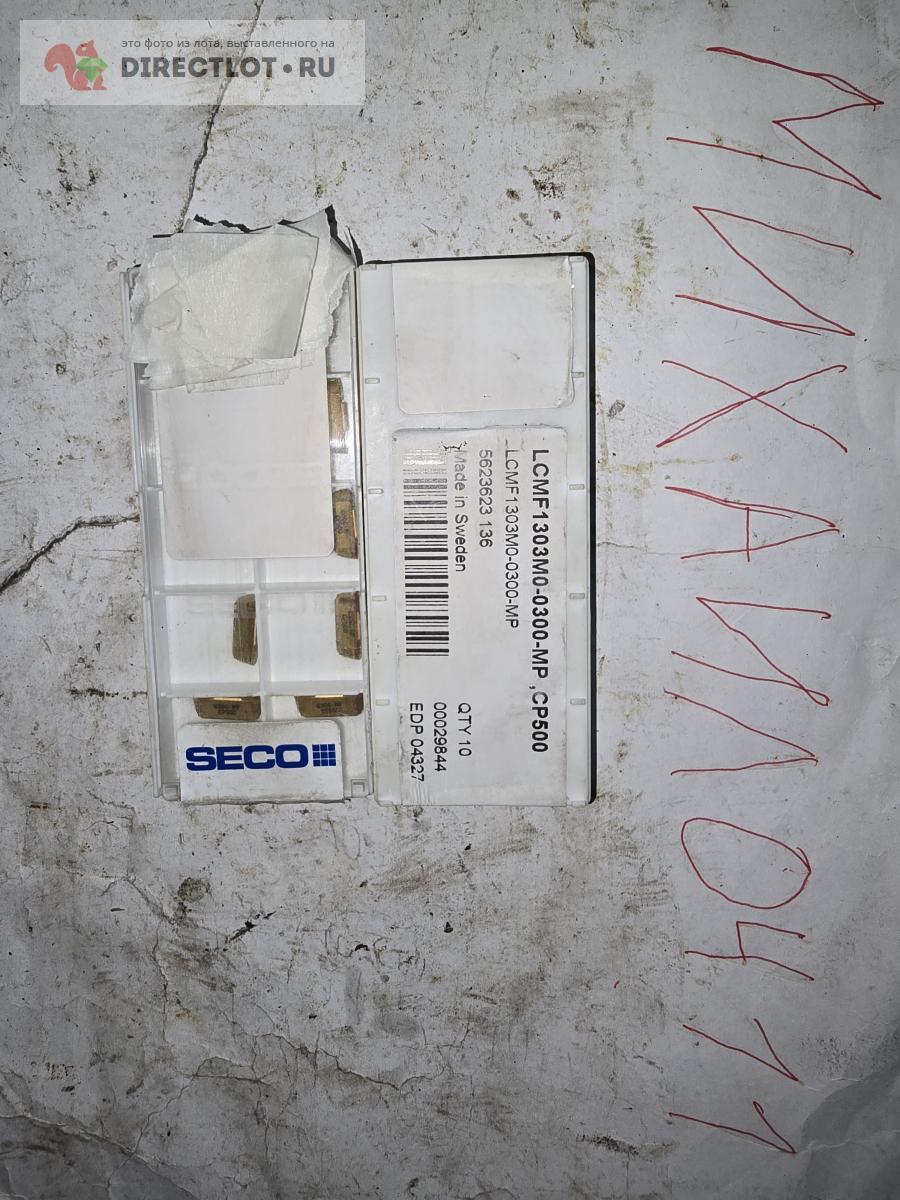 это фото из лота, выставленного на
DIRECTLOT.RU
LCMF1303M0-0300-MP ,CP500
LCMF1303M0-0300-MP
5623623 136
Made in Sweden
QTY 10
00029844
EDP 04327
SECO
МИХАИЛ0411